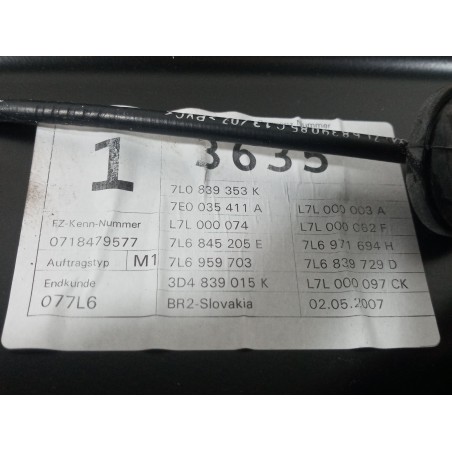 Nummer
1 3635
7L0 839 353 K
7E0 035 411 A L7L 000 003 A
FZ-Kenn-Nummer L7L 000 074 L7L 000 062 F
0718479577 7L6 845 205 E 7L6 971 694 H
Auftragstyp M1 7L6 959 703 7L6 839 729 D
Endkunde 3D4 839 015 K L7L 000 097 CK
077L6 BR2-Slovakia 02.05.2007